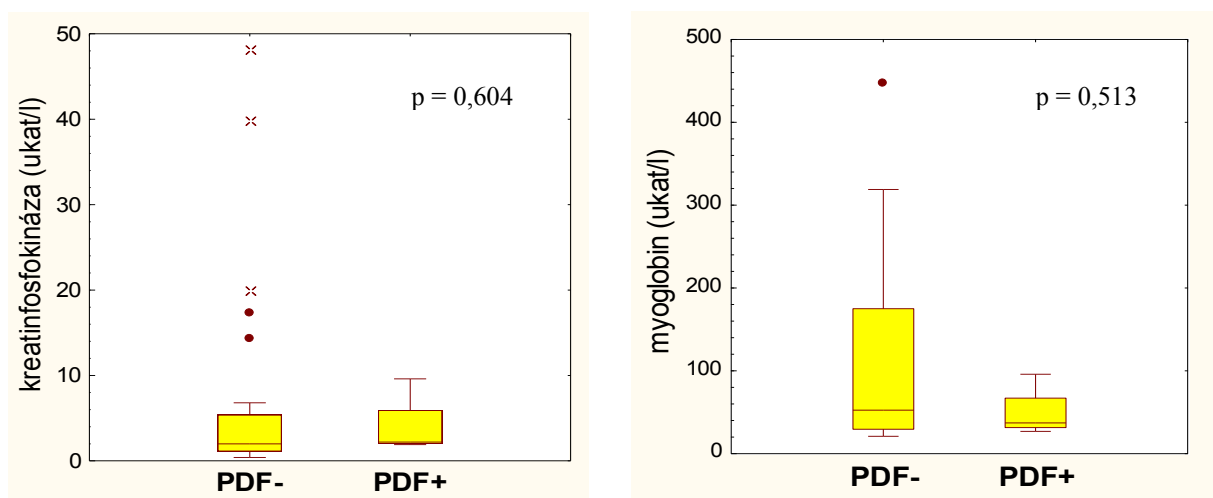 kreatinfosfokináza (ukat/l)
50
40
30
20
10
0
p = 0,604
PDF- PDF+
myoglobin (ukat/l)
500
400
300
200
100
0
p = 0,513
PDF- PDF+